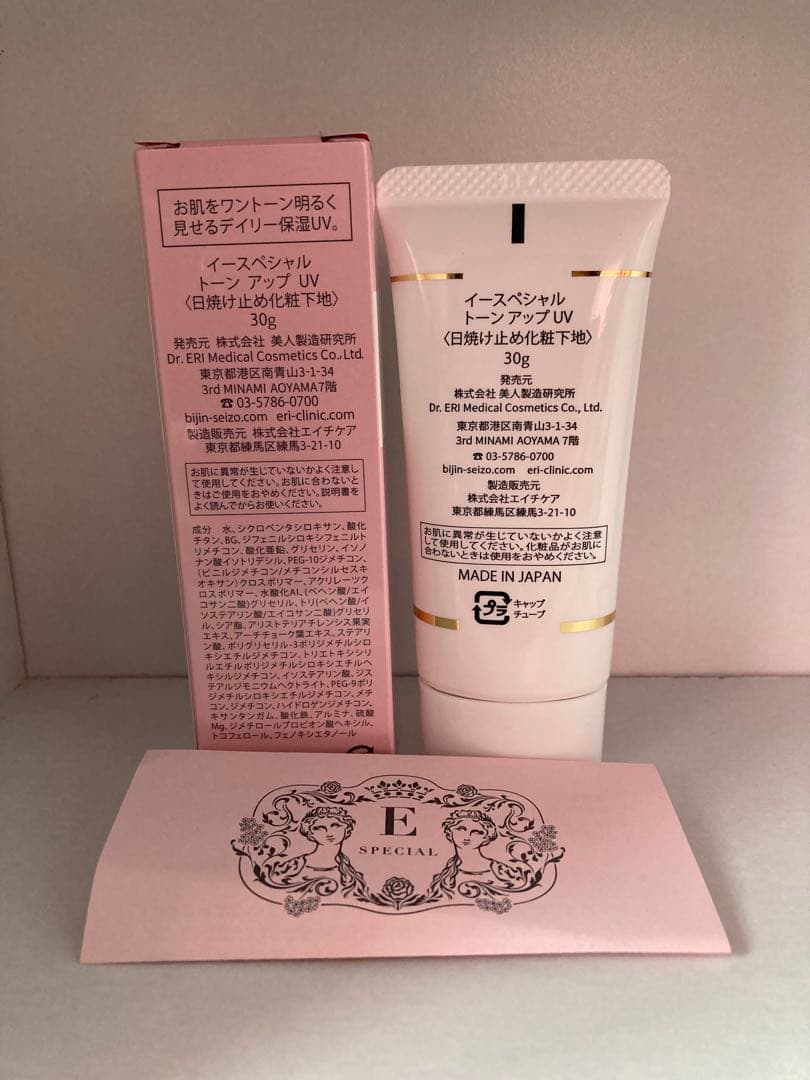 お肌をワントーン明るく
見せるデイリー保湿UV。
イースペシャル
トーン アップ UV
〈日焼け止め化粧下地〉
30g
発売元 株式会社 美人製造研究所
Dr. ERI Medical Cosmetics Co., Ltd.
東京都港区南青山3-1-34
3rd MINAMI AOYAMA 7階
☎ 03-5786-0700
bijin-seizo.com eri-clinic.com
製造販売元 株式会社エイチケア
東京都練馬区練馬3-21-10
お肌に異常が生じていないかよく注意し
て使用してください。お肌に合わないと
きはご使用をおやめください。説明書を
よく読んでからお使いください。
成分 水、シクロペンタシロキサン、酸化
チタン、BG、ジフェニルシロキシフェニルト
リメチコン、酸化亜鉛、グリセリン、イソノ
ナン酸イソトリデシル、PEG-10ジメチコン、
(ビニルジメチコン/メチコンシルセスキ
オキサン)クロスポリマー、アクリレーツク
ロスポリマー、水酸化Al、(ベヘン酸/エイ
コサン二酸)グリセリル、トリ(ベヘン酸/イ
ソステアリン酸/エイコサン二酸)グリセリ
ル、シア脂、アリストテリアチレンシス果実
エキス、アーチチョーク葉エキス、ステアリ
ン酸、ポリグリセリル-3ポリジメチルシロ
キシエチルジメチコン、トリエトキシシリ
ルエチルポリジメチルシロキシエチルヘ
キシルジメチコン、イソステアリン酸、ジス
テアルジモニウムヘクトライト、PEG-9ポリ
ジメチルシロキシエチルジメチコン、メチ
コン、ジメチコン、ハイドロゲンジメチコン、
キサンタンガム、酸化鉄、アルミナ、硫酸
Mg、ジメチロールプロピオン酸ヘキシル、
トコフェロール、フェノキシエタノール
イースペシャル
トーン アップ UV
〈日焼け止め化粧下地〉
30g
発売元
株式会社 美人製造研究所
Dr. ERI Medical Cosmetics Co., Ltd.
東京都港区南青山3-1-34
3rd MINAMI AOYAMA 7階
☎ 03-5786-0700
bijin-seizo.com eri-clinic.com
製造販売元
株式会社エイチケア
東京都練馬区練馬3-21-10
お肌に異常が生じていないかよく注意
して使用してください。化粧品がお肌に
合わないときは使用をおやめください。
MADE IN JAPAN
プラ
キャップ
チューブ
E
SPECIAL